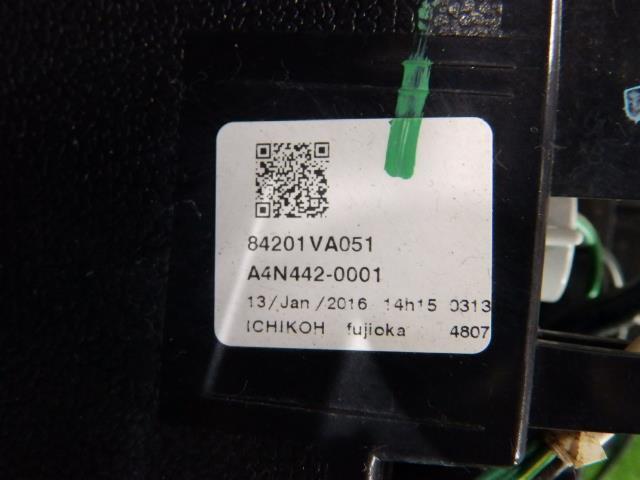 84201VA051
A4N442-0001
13/Jan/2016 14h15 0313
ICHIKOH fujioka 4807